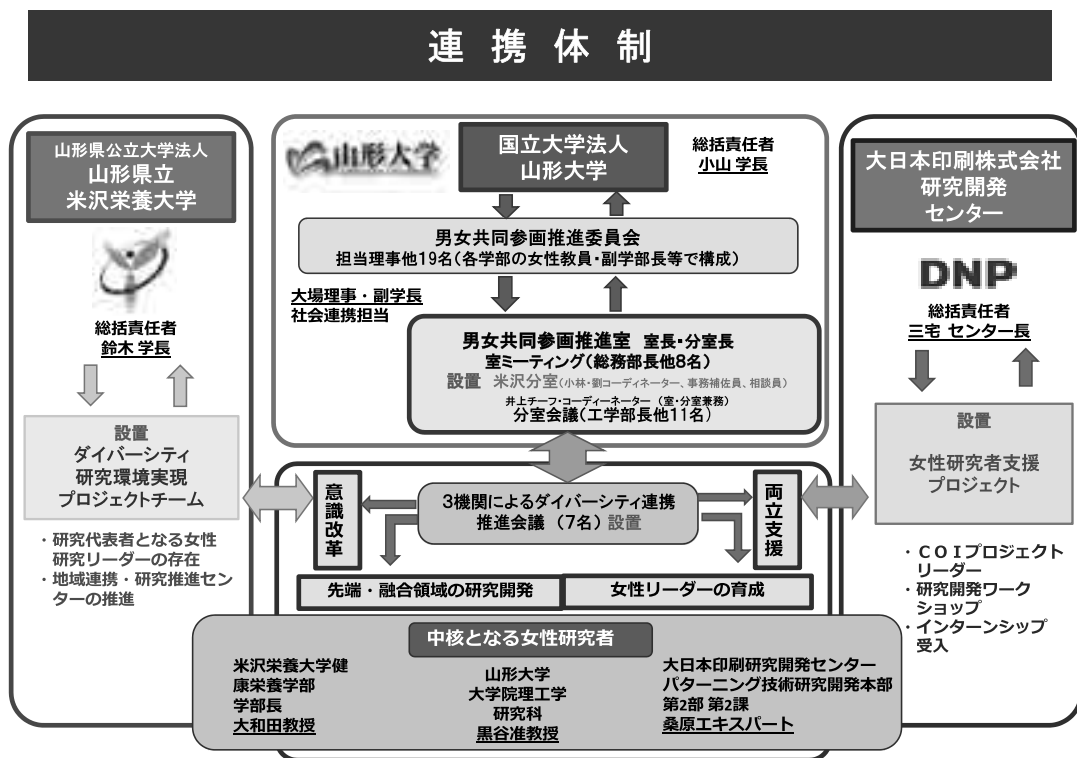 連携体制
山形県公立大学法人
山形県立
米沢栄養大学
総括責任者
鈴木 学長
設置
ダイバーシティ
研究環境実現
プロジェクトチーム
・研究代表者となる女性
研究リーダーの存在
・地域連携・研究推進セン
ターの推進
山形大学
国立大学法人
山形大学
総括責任者
小山 学長
男女共同参画推進委員会
担当理事他19名(各学部の女性教員・副学部長等で構成)
大場理事・副学長
社会連携担当
男女共同参画推進室 室長・分室長
室ミーティング(総務部長他8名)
設置 米沢分室(小林・劉コーディネーター、事務補佐員、相談員)
井上チーフ・コーディーネーター (室・分室兼務)
分室会議(工学部長他11名)
意識改革
3機関によるダイバーシティ連携
推進会議 (7名) 設置
両立支援
先端・融合領域の研究開発
女性リーダーの育成
大日本印刷株式会社
研究開発
センター
DNP
総括責任者
三宅 センター長
設置
女性研究者支援
プロジェクト
・COIプロジェクト
リーダー
・研究開発ワーク
ショップ
・インターンシップ
受入
中核となる女性研究者
米沢栄養大学健
康栄養学部
学部長
大和田教授
山形大学
大学院理工学
研究科
黒谷准教授
大日本印刷研究開発センター
パターニング技術研究開発本部
第2部 第2課
桑原エキスパート